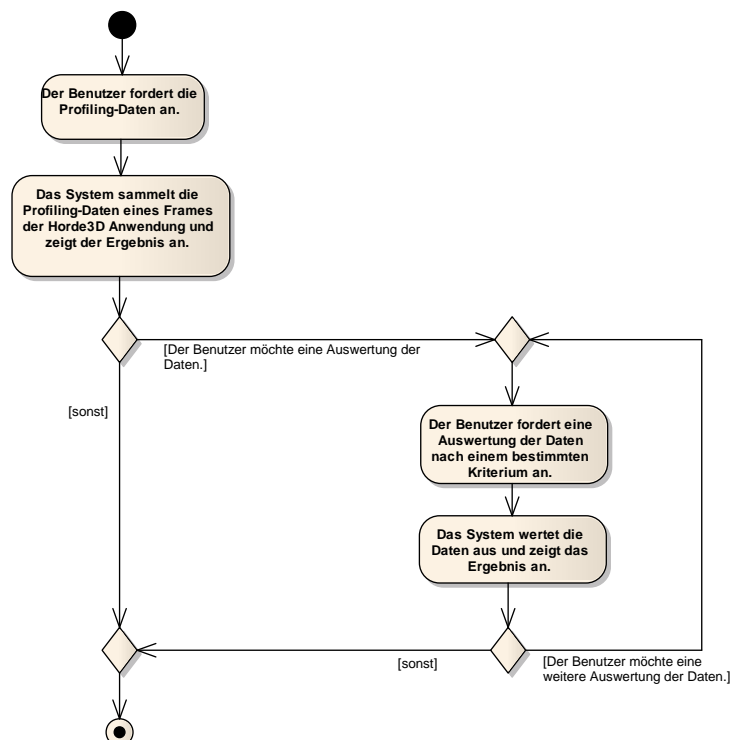 Der Benutzer fordert die
Profiling-Daten an.
Das System sammelt die
Profiling-Daten eines Frames
der Horde3D Anwendung und
zeigt der Ergebnis an.
[Der Benutzer möchte eine Auswertung der
Daten.]
[sonst]
Der Benutzer fordert eine
Auswertung der Daten
nach einem bestimmten
Kriterium an.
Das System wertet die
Daten aus und zeigt das
Ergebnis an.
[sonst]
[Der Benutzer möchte eine
weitere Auswertung der Daten.]